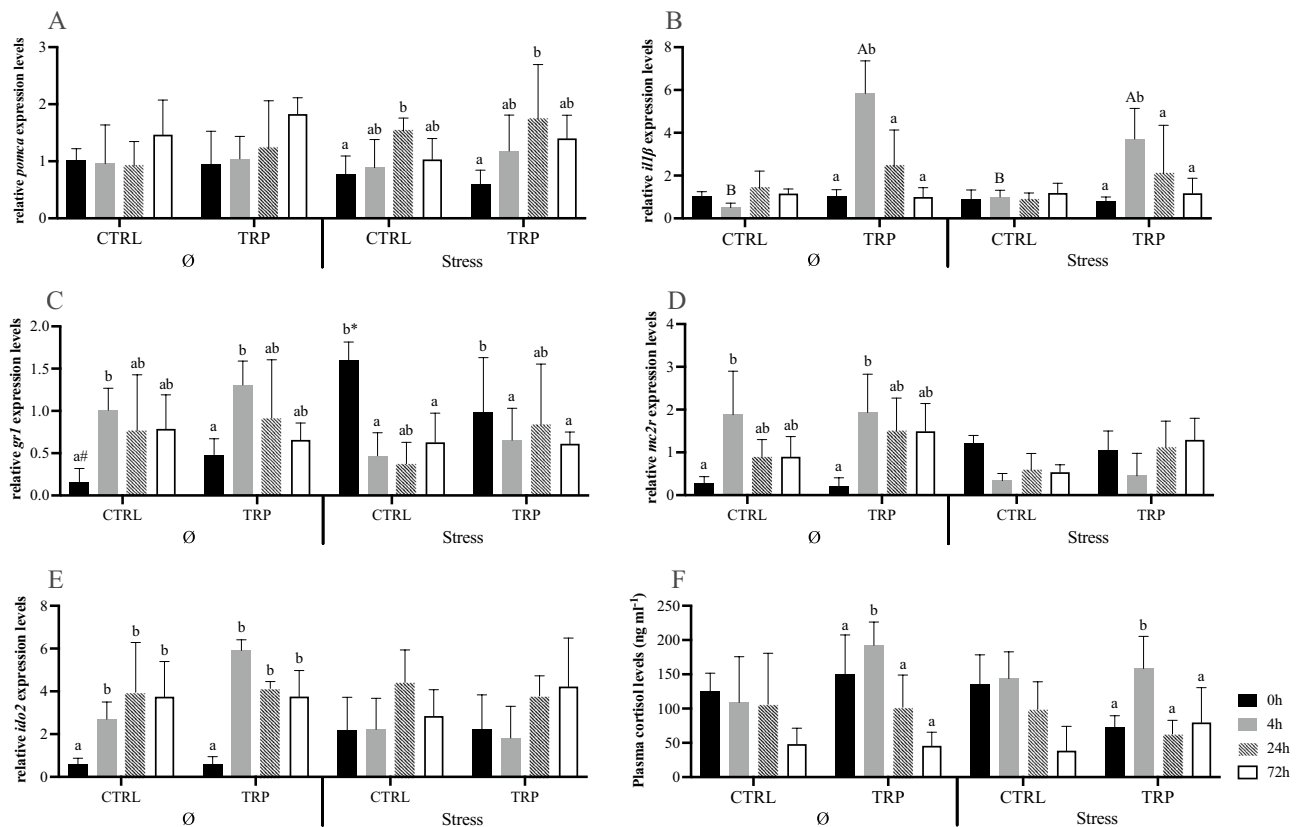 A
relative pomca expression levels
3
2
1
0
a
ab
b
ab
a
ab
b
ab
CTRL
TRP
CTRL
TRP
Ø
Stress
B
relative il1β expression levels
8
6
4
2
0
B
a
Ab
a
a
B
a
Ab
a
a
CTRL
TRP
CTRL
TRP
Ø
Stress
C
relative gr1 expression levels
2.0
1.5
1.0
0.5
0.0
a#
b
ab
ab
a
b
ab
ab
b*
a
a
a
b
a
ab
a
CTRL
TRP
CTRL
TRP
Ø
Stress
D
relative mc2r expression levels
4
3
2
1
0
a
b
ab
ab
a
b
ab
ab
CTRL
TRP
CTRL
TRP
Ø
Stress
E
relative ido2 expression levels
8
6
4
2
0
a
b
b
b
a
b
b
b
CTRL
TRP
CTRL
TRP
Ø
Stress
F
Plasma cortisol levels (ng ml⁻¹)
250
200
150
100
50
0
a
b
a
a
a
b
a
a
CTRL
TRP
CTRL
TRP
Ø
Stress
0h
4h
24h
72h